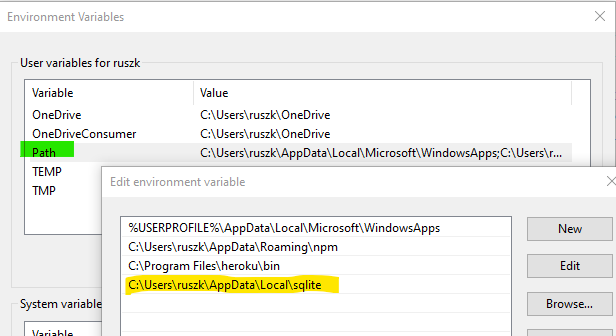 Environment Variables
User variables for ruszk
Variable Value
OneDrive C:\Users\ruszk\OneDrive
OneDriveConsumer C:\Users\ruszk\OneDrive
Path C:\Users\ruszk\AppData\Local\Microsoft\WindowsApps;C:\Users\r...
TEMP
TMP
Edit environment variable
%USERPROFILE%\AppData\Local\Microsoft\WindowsApps
New
C:\Users\ruszk\AppData\Roaming\npm
C:\Program Files\heroku\bin
Edit
C:\Users\ruszk\AppData\Local\sqlite
Browse...
System variable
Variable